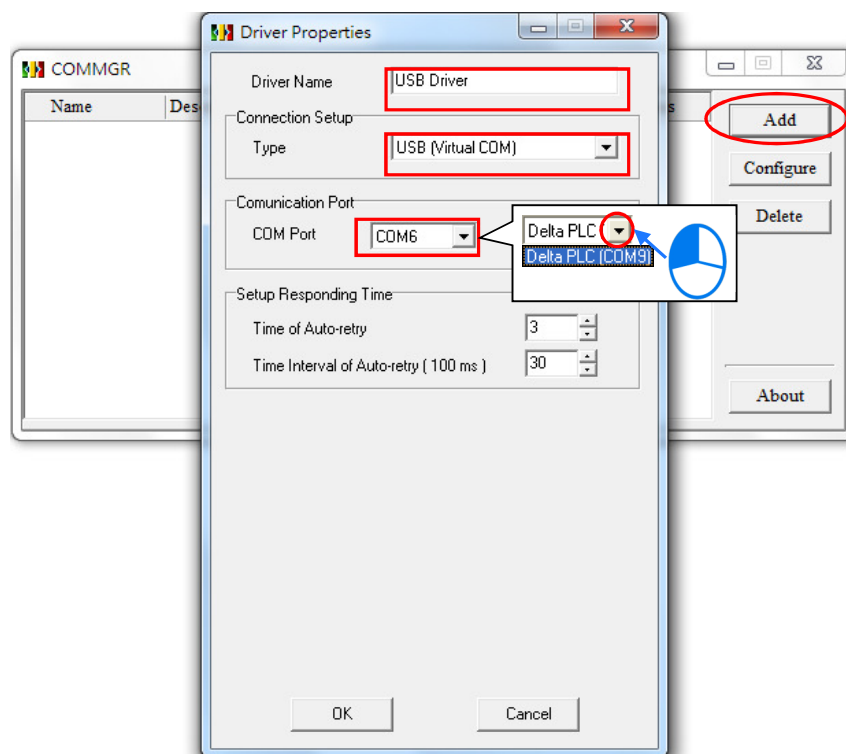 Driver Properties
COMMGR
Name
Des
s
Add
Configure
Delete
About
Driver Name
USB Driver
Connection Setup
Type
USB (Virtual COM)
Comunication Port
COM Port
COM6
Delta PLC
Delta PLC (COM9)
Setup Responding Time
Time of Auto-retry
3
Time Interval of Auto-retry ( 100 ms )
30
OK
Cancel